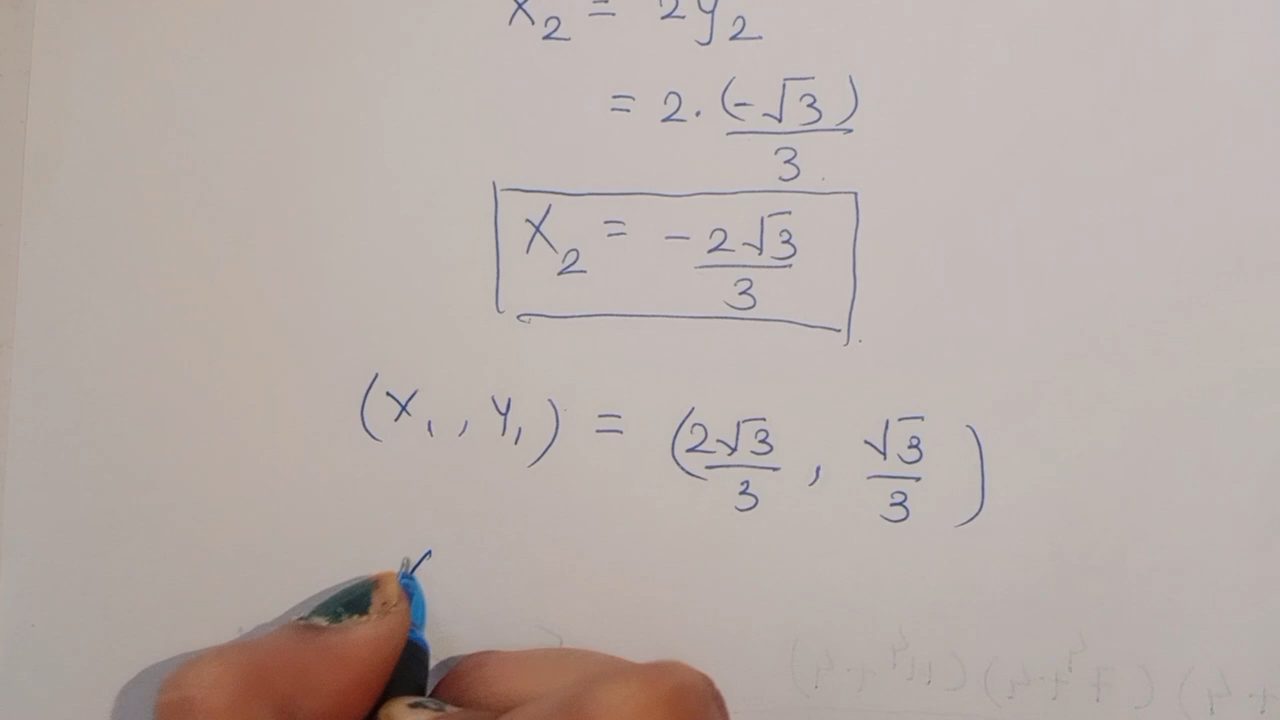 x₂ = 2y₂
= 2. (-√3)/3
x₂ = -2√3/3
(x₁, y₁) = (2√3/3, √3/3)